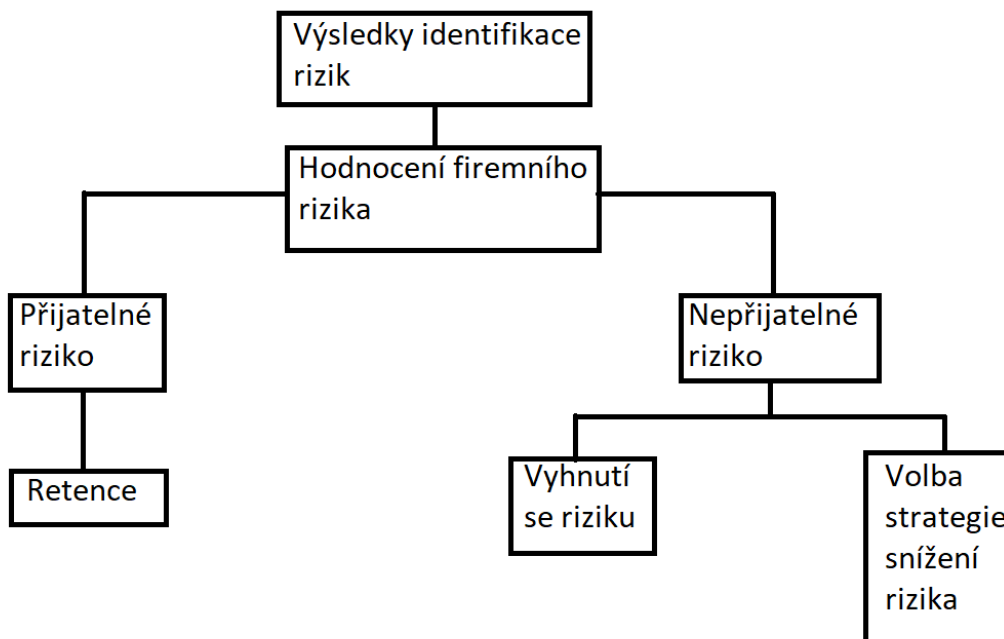 Výsledky identifikace
rizik
Hodnocení firemního
rizika
Přijatelné
riziko
Nepřijatelné
riziko
Retence
Vyhnutí
se riziku
Volba
strategie
snížení
rizika